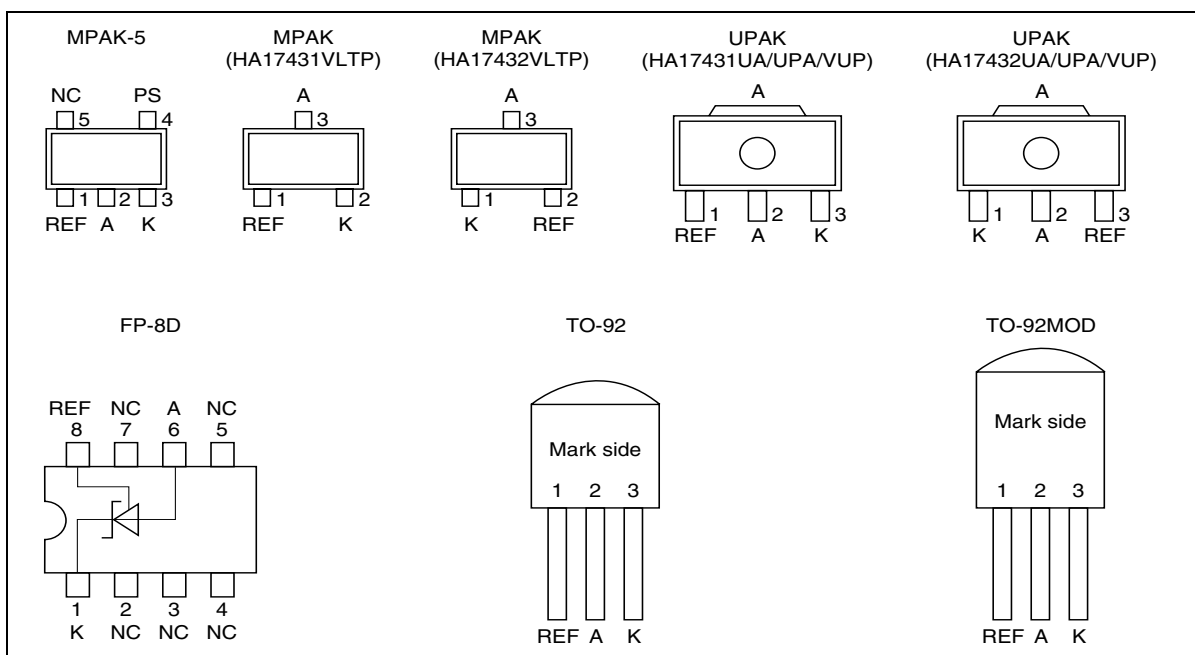 MPAK-5
NC PS
5 4
1 2 3
REF A K
MPAK
(HA17431VLTP)
A
3
1 2
REF K
MPAK
(HA17432VLTP)
A
3
1 2
K REF
UPAK
(HA17431UA/UPA/VUP)
A
1 2 3
REF A K
UPAK
(HA17432UA/UPA/VUP)
A
1 2 3
K A REF
FP-8D
REF NC A NC
8 7 6 5
1 2 3 4
K NC NC NC
TO-92
Mark side
1 2 3
REF A K
TO-92MOD
Mark side
1 2 3
REF A K